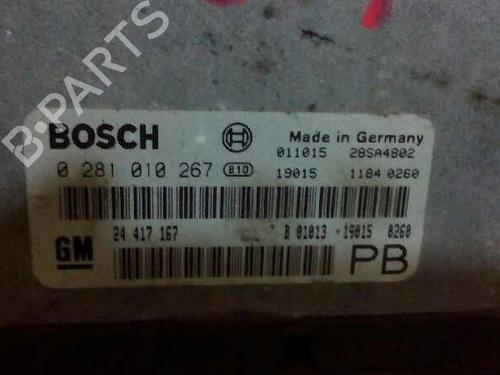 B-PARTS
BOSCH
Made in Germany
0 281 010 267 B10
011015 28SA4802
19015 1184 0260
24 417 167
B 01013 - 19015 0260
GM
PB